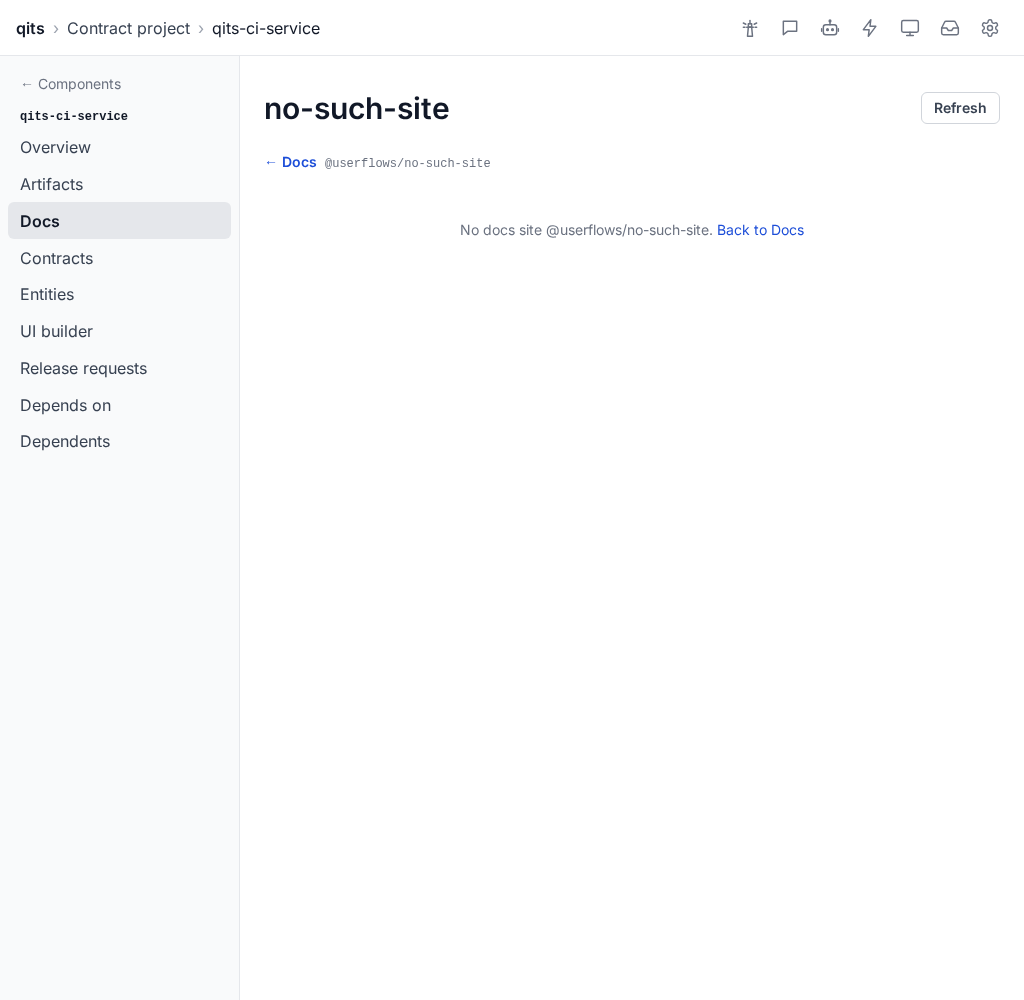 qits › Contract project › qits-ci-service
← Components
qits-ci-service
Overview
Artifacts
Docs
Contracts
Entities
UI builder
Release requests
Depends on
Dependents
no-such-site
Refresh
← Docs @userflows/no-such-site
No docs site @userflows/no-such-site. Back to Docs